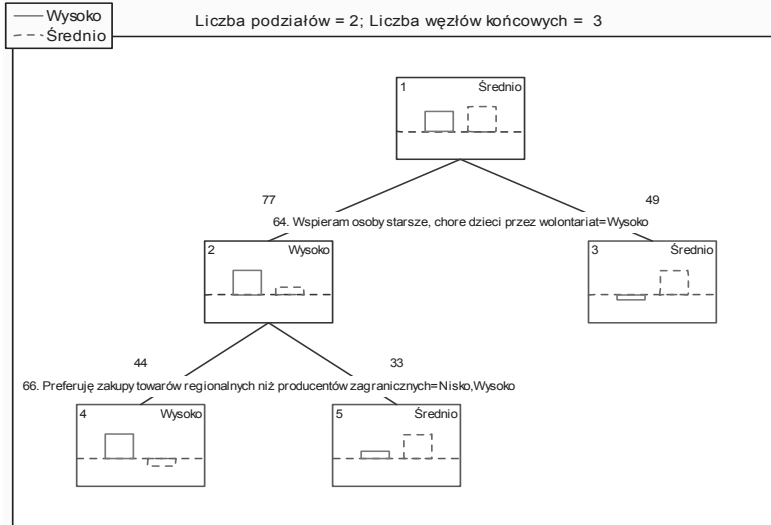 Wysoko
Średnio
Liczba podziałów = 2; Liczba węzłów końcowych = 3
1 Średnio
77 49
64. Wspieram osoby starsze, chore dzieci przez wolontariat=Wysoko
2 Wysoko
3 Średnio
44 33
66. Preferuję zakupy towarów regionalnych niż producentów zagranicznych=Nisko,Wysoko
4 Wysoko
5 Średnio